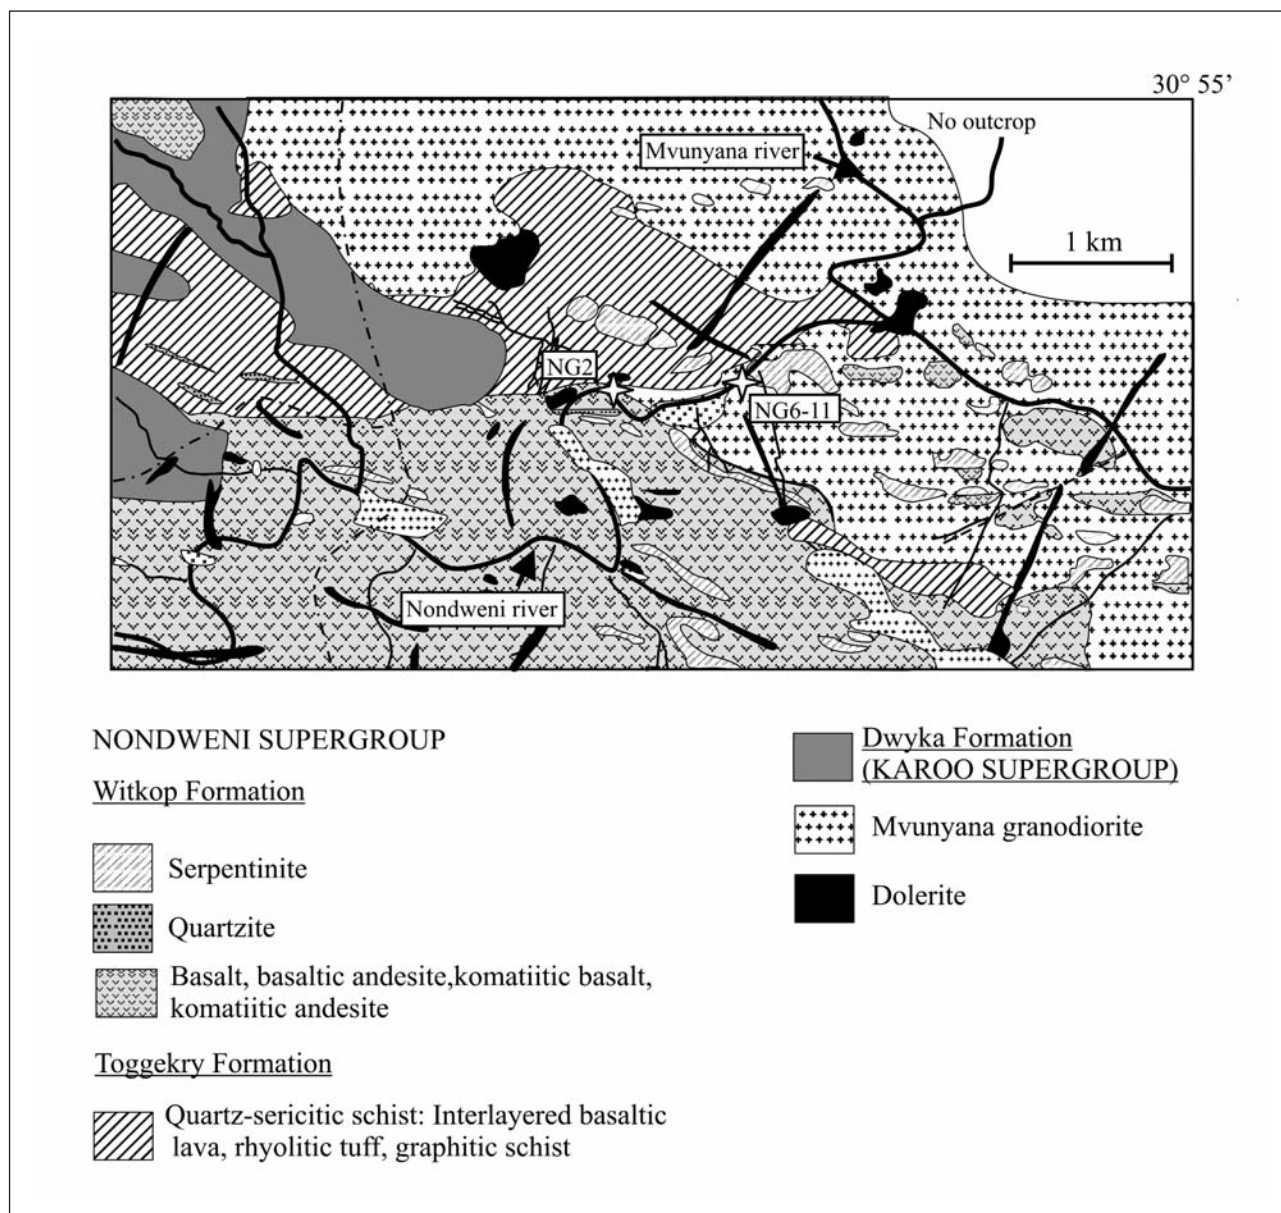 30° 55’
No outcrop
Mvunyana river
1 km
NG2
NG6-11
Nondweni river
NONDWENI SUPERGROUP
Witkop Formation
Serpentinite
Quartzite
Basalt, basaltic andesite,komatiitic basalt,
komatiitic andesite
Toggekry Formation
Quartz-sericitic schist: Interlayered basaltic
lava, rhyolitic tuff, graphitic schist
Dwyka Formation
(KAROO SUPERGROUP)
Mvunyana granodiorite
Dolerite